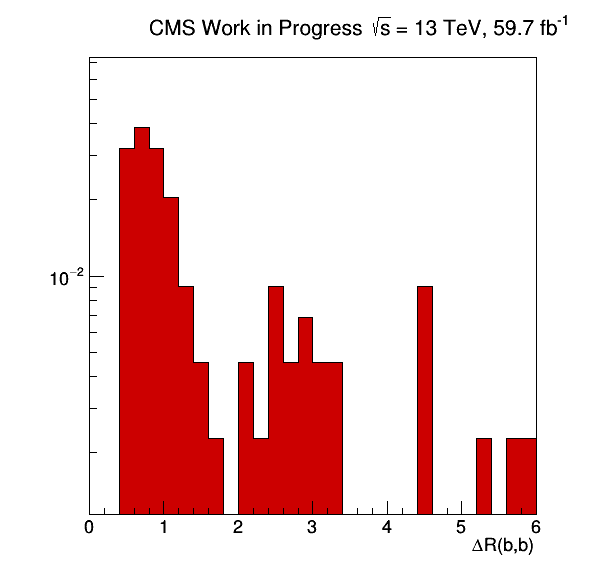 CMS Work in Progress √s = 13 TeV, 59.7 fb⁻¹
10⁻²
0 1 2 3 4 5 6
ΔR(b,b)